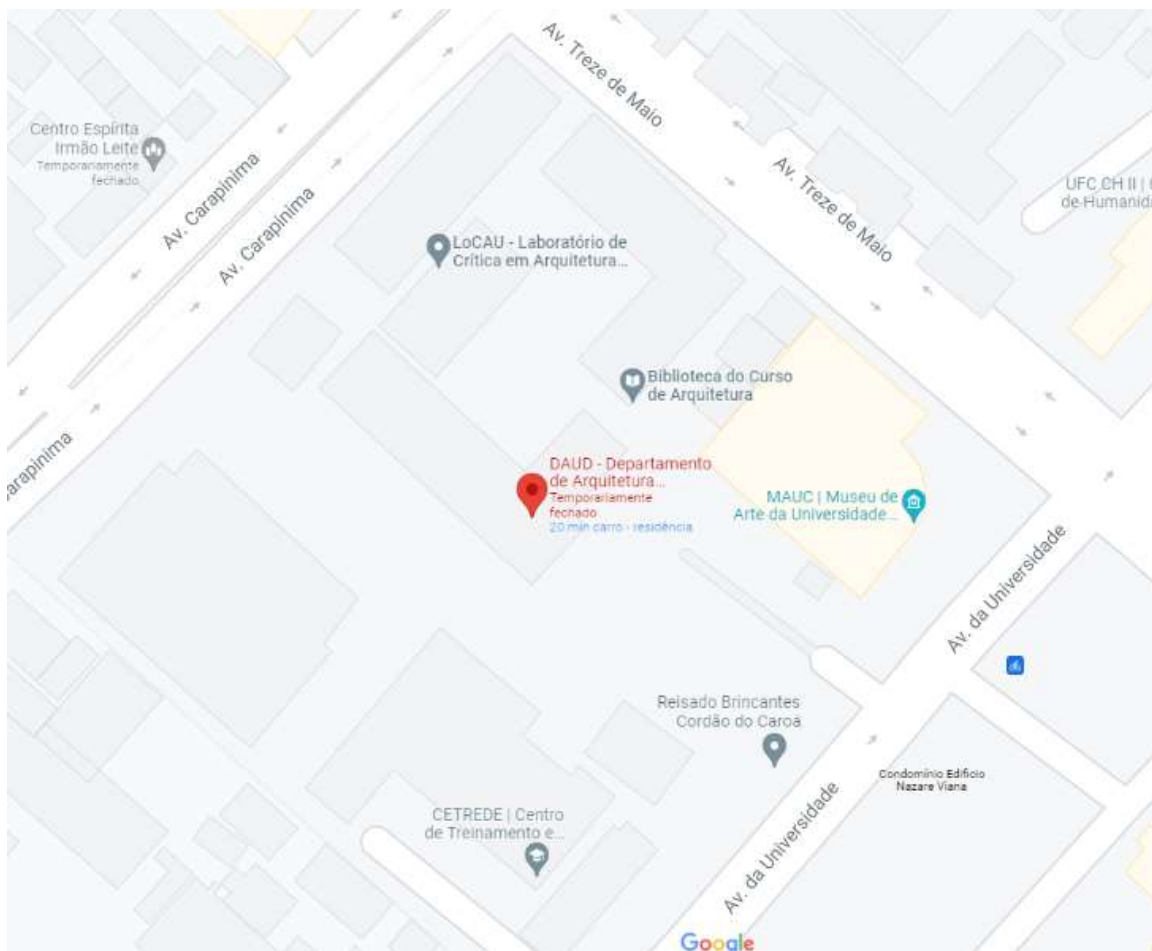 Av. Treze de Maio
Centro Espírita
Irmão Leite
Temporariamente
fechado
Av. Carapinima
Av. Carapinima
Av. Treze de Maio
UFC CH II |
de Humanid
LoCAU - Laboratório de
Crítica em Arquitetura...
Biblioteca do Curso
de Arquitetura
arapinima
DAUD - Departamento
de Arquitetura...
Temporariamente
fechado
20 min carro - residência
MAUC | Museu de
Arte da Universidade...
Av. da Universidade
Reisado Brincantes
Cordão do Caroá
Condomínio Edifício
Nazare Viana
CETREDE | Centro
de Treinamento e...
Av. da Universidade
Google